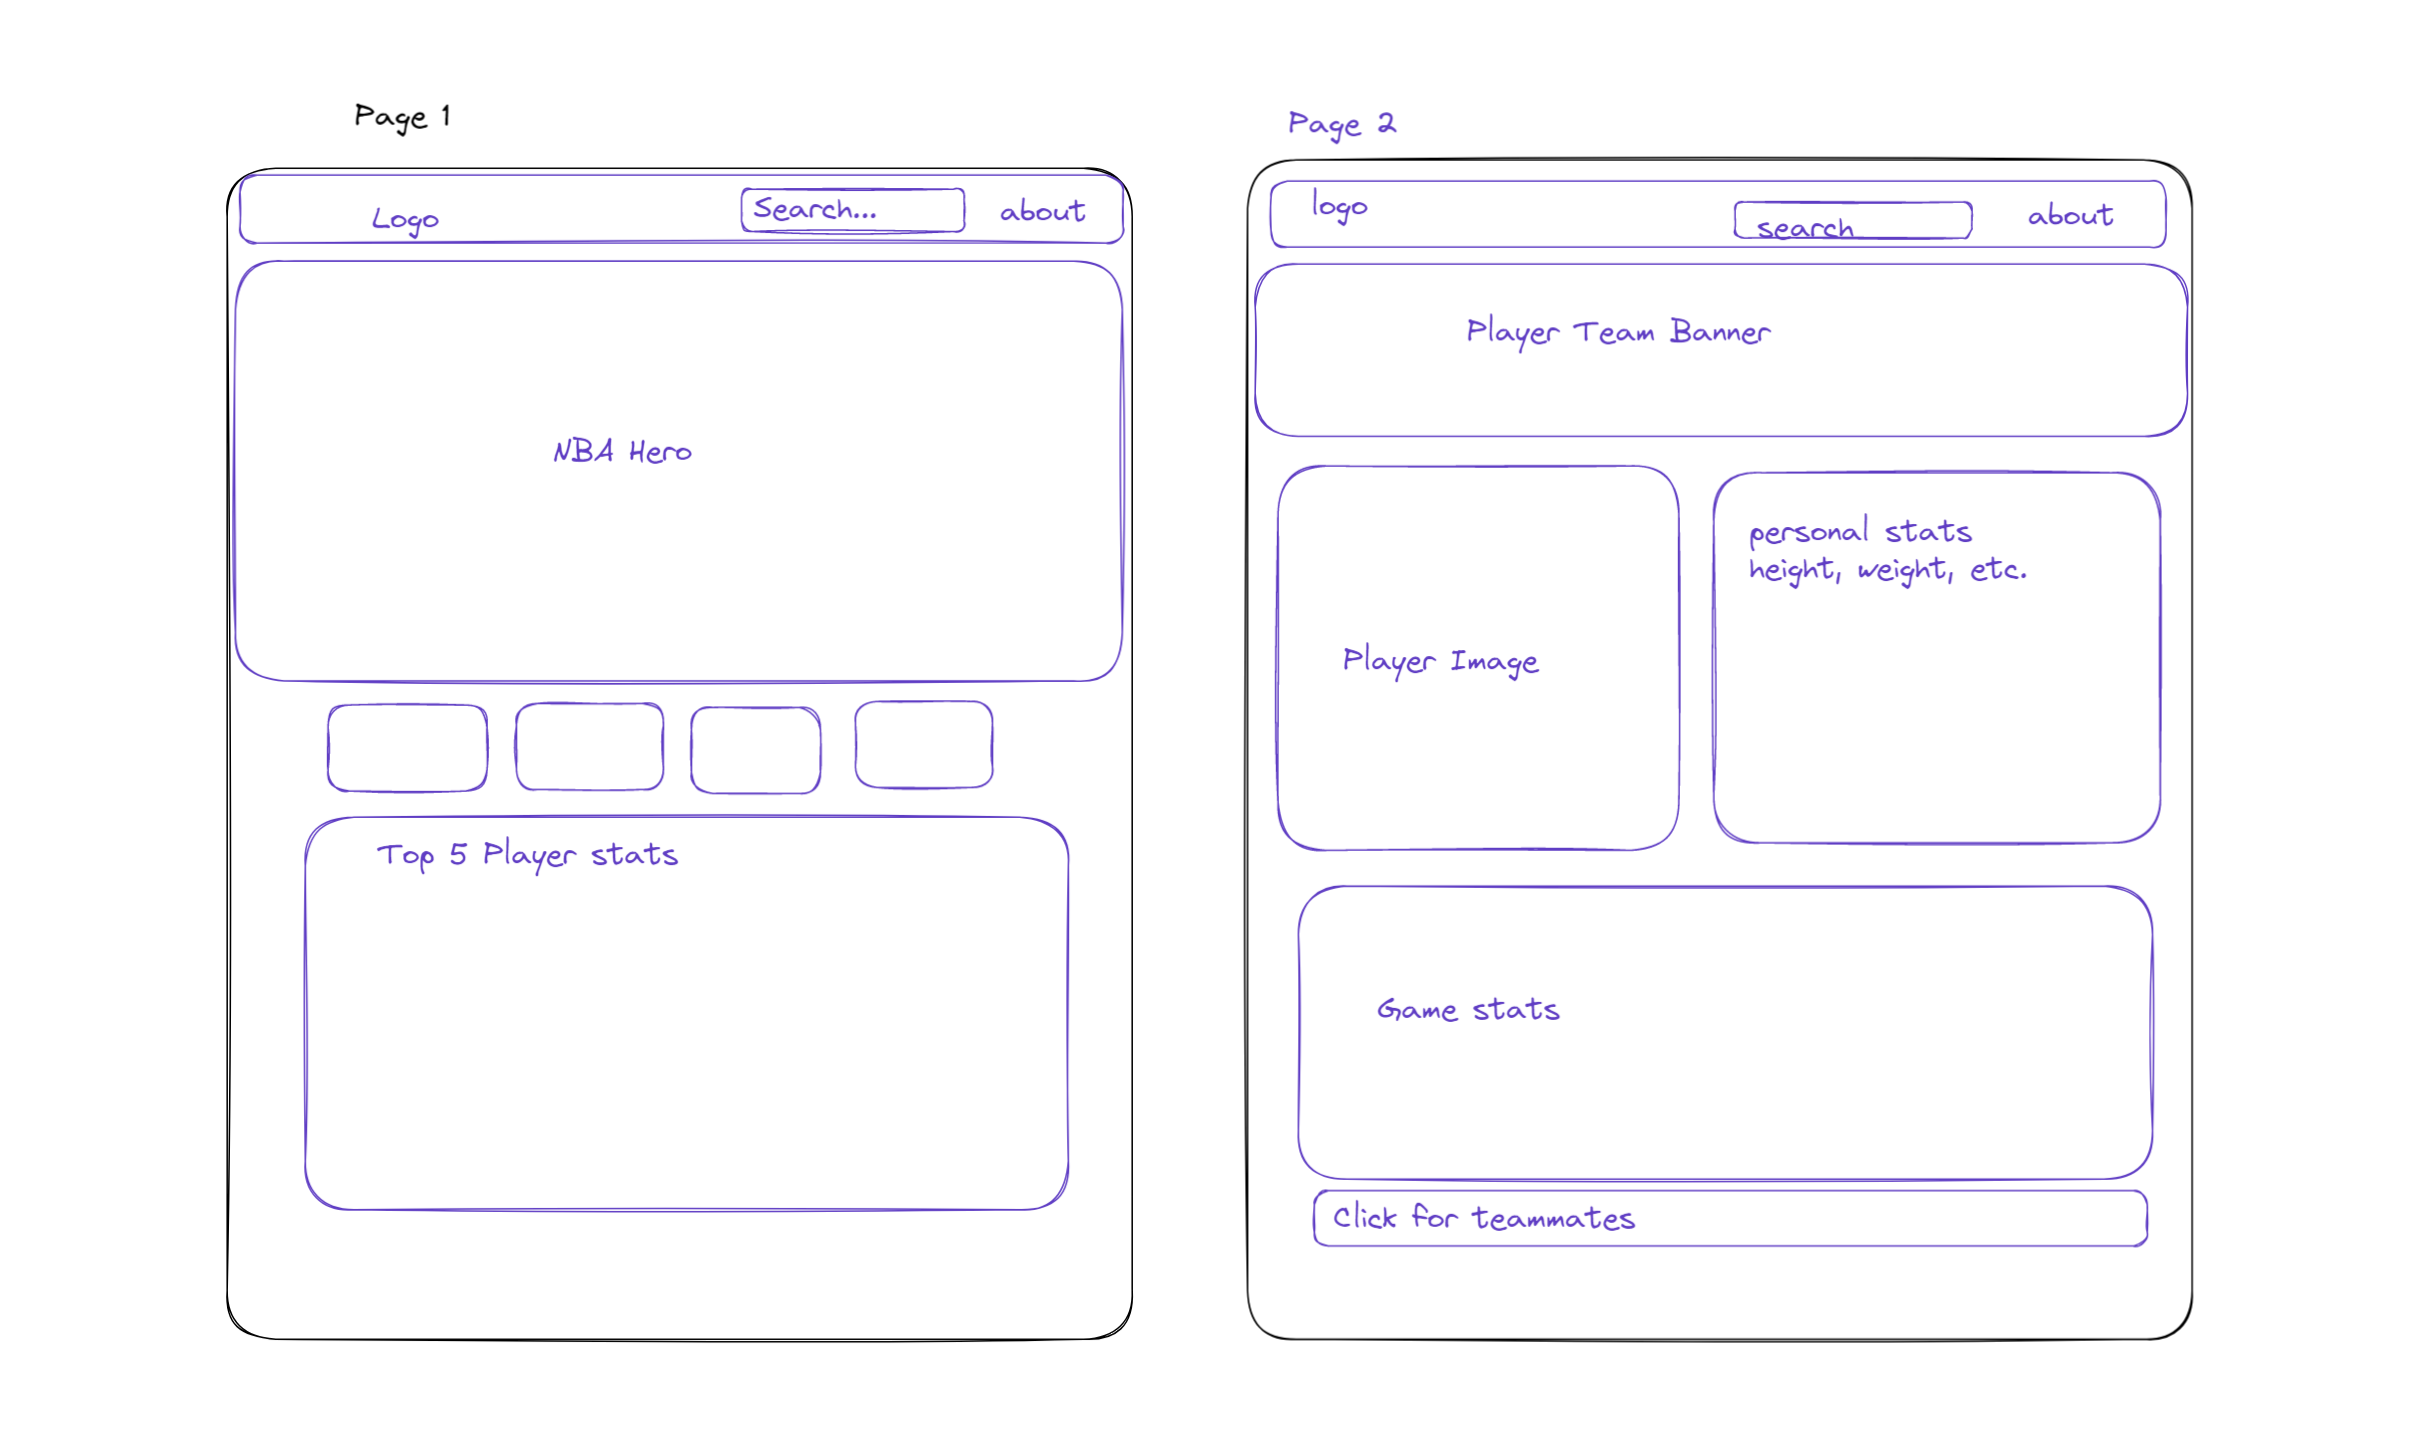 Page 1
Logo
Search...
about
NBA Hero
Top 5 Player stats
Page 2
logo
search
about
Player Team Banner
Player Image
personal stats
height, weight, etc.
Game stats
Click for teammates